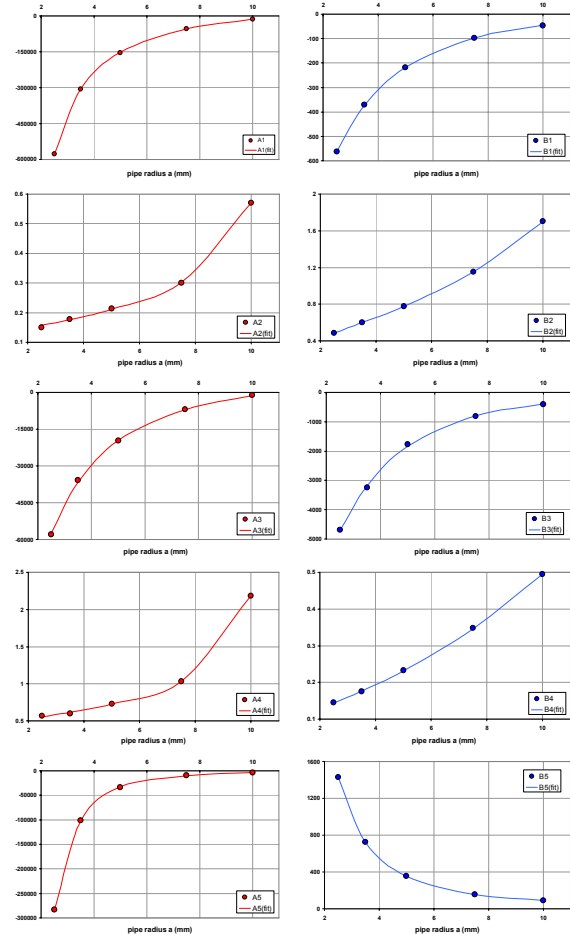 2 4 6 8 10
0
-150000
-300000
-450000
-600000
A1
A1(fit)
pipe radius a (mm)
2 4 6 8 10
0
-100
-200
-300
-400
-500
-600
B1
B1(fit)
pipe radius a (mm)
0.6
0.5
0.4
0.3
0.2
0.1
A2
A2(fit)
2 4 6 8 10
pipe radius a (mm)
2
1.6
1.2
0.8
0.4
B2
B2(fit)
2 4 6 8 10
pipe radius a (mm)
2 4 6 8 10
0
-15000
-30000
-45000
-60000
A3
A3(fit)
pipe radius a (mm)
2 4 6 8 10
0
-1000
-2000
-3000
-4000
-5000
B3
B3(fit)
pipe radius a (mm)
2.5
2
1.5
1
0.5
A4
A4(fit)
2 4 6 8 10
pipe radius a (mm)
0.5
0.4
0.3
0.2
0.1
B4
B4(fit)
2 4 6 8 10
pipe radius a (mm)
2 4 6 8 10
0
-50000
-100000
-150000
-200000
-250000
-300000
A5
A5(fit)
pipe radius a (mm)
1600
1200
800
400
0
B5
B5(fit)
2 4 6 8 10
pipe radius a (mm)